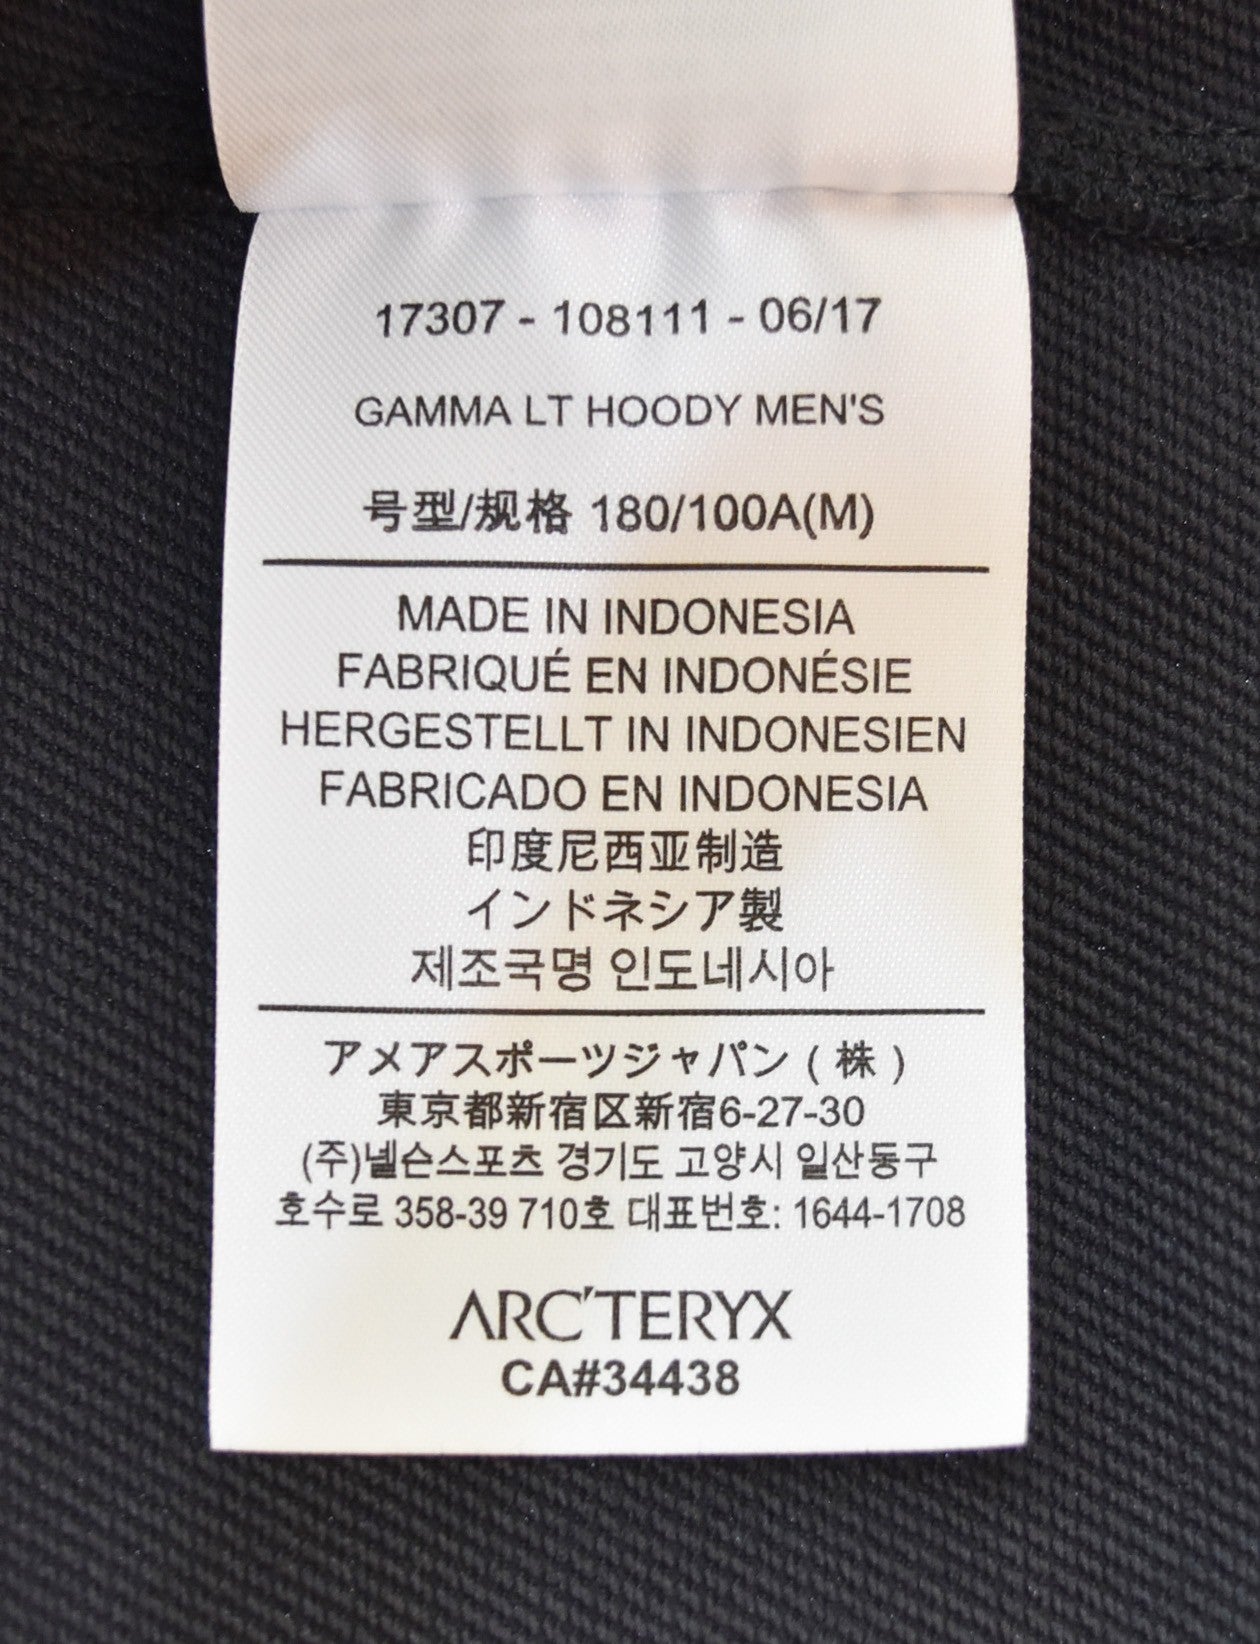 17307 - 108111 - 06/17
GAMMA LT HOODY MEN'S
号型/规格 180/100A(M)
MADE IN INDONESIA
FABRIQUÉ EN INDONÉSIE
HERGESTELLT IN INDONESIEN
FABRICADO EN INDONESIA
印度尼西亚制造
インドネシア製
제조국명 인도네시아
アメアスポーツジャパン(株)
東京都新宿区新宿6-27-30
(주)넬슨스포츠 경기도 고양시 일산동구
호수로 358-39 710호 대표번호: 1644-1708
ARC'TERYX
CA#34438